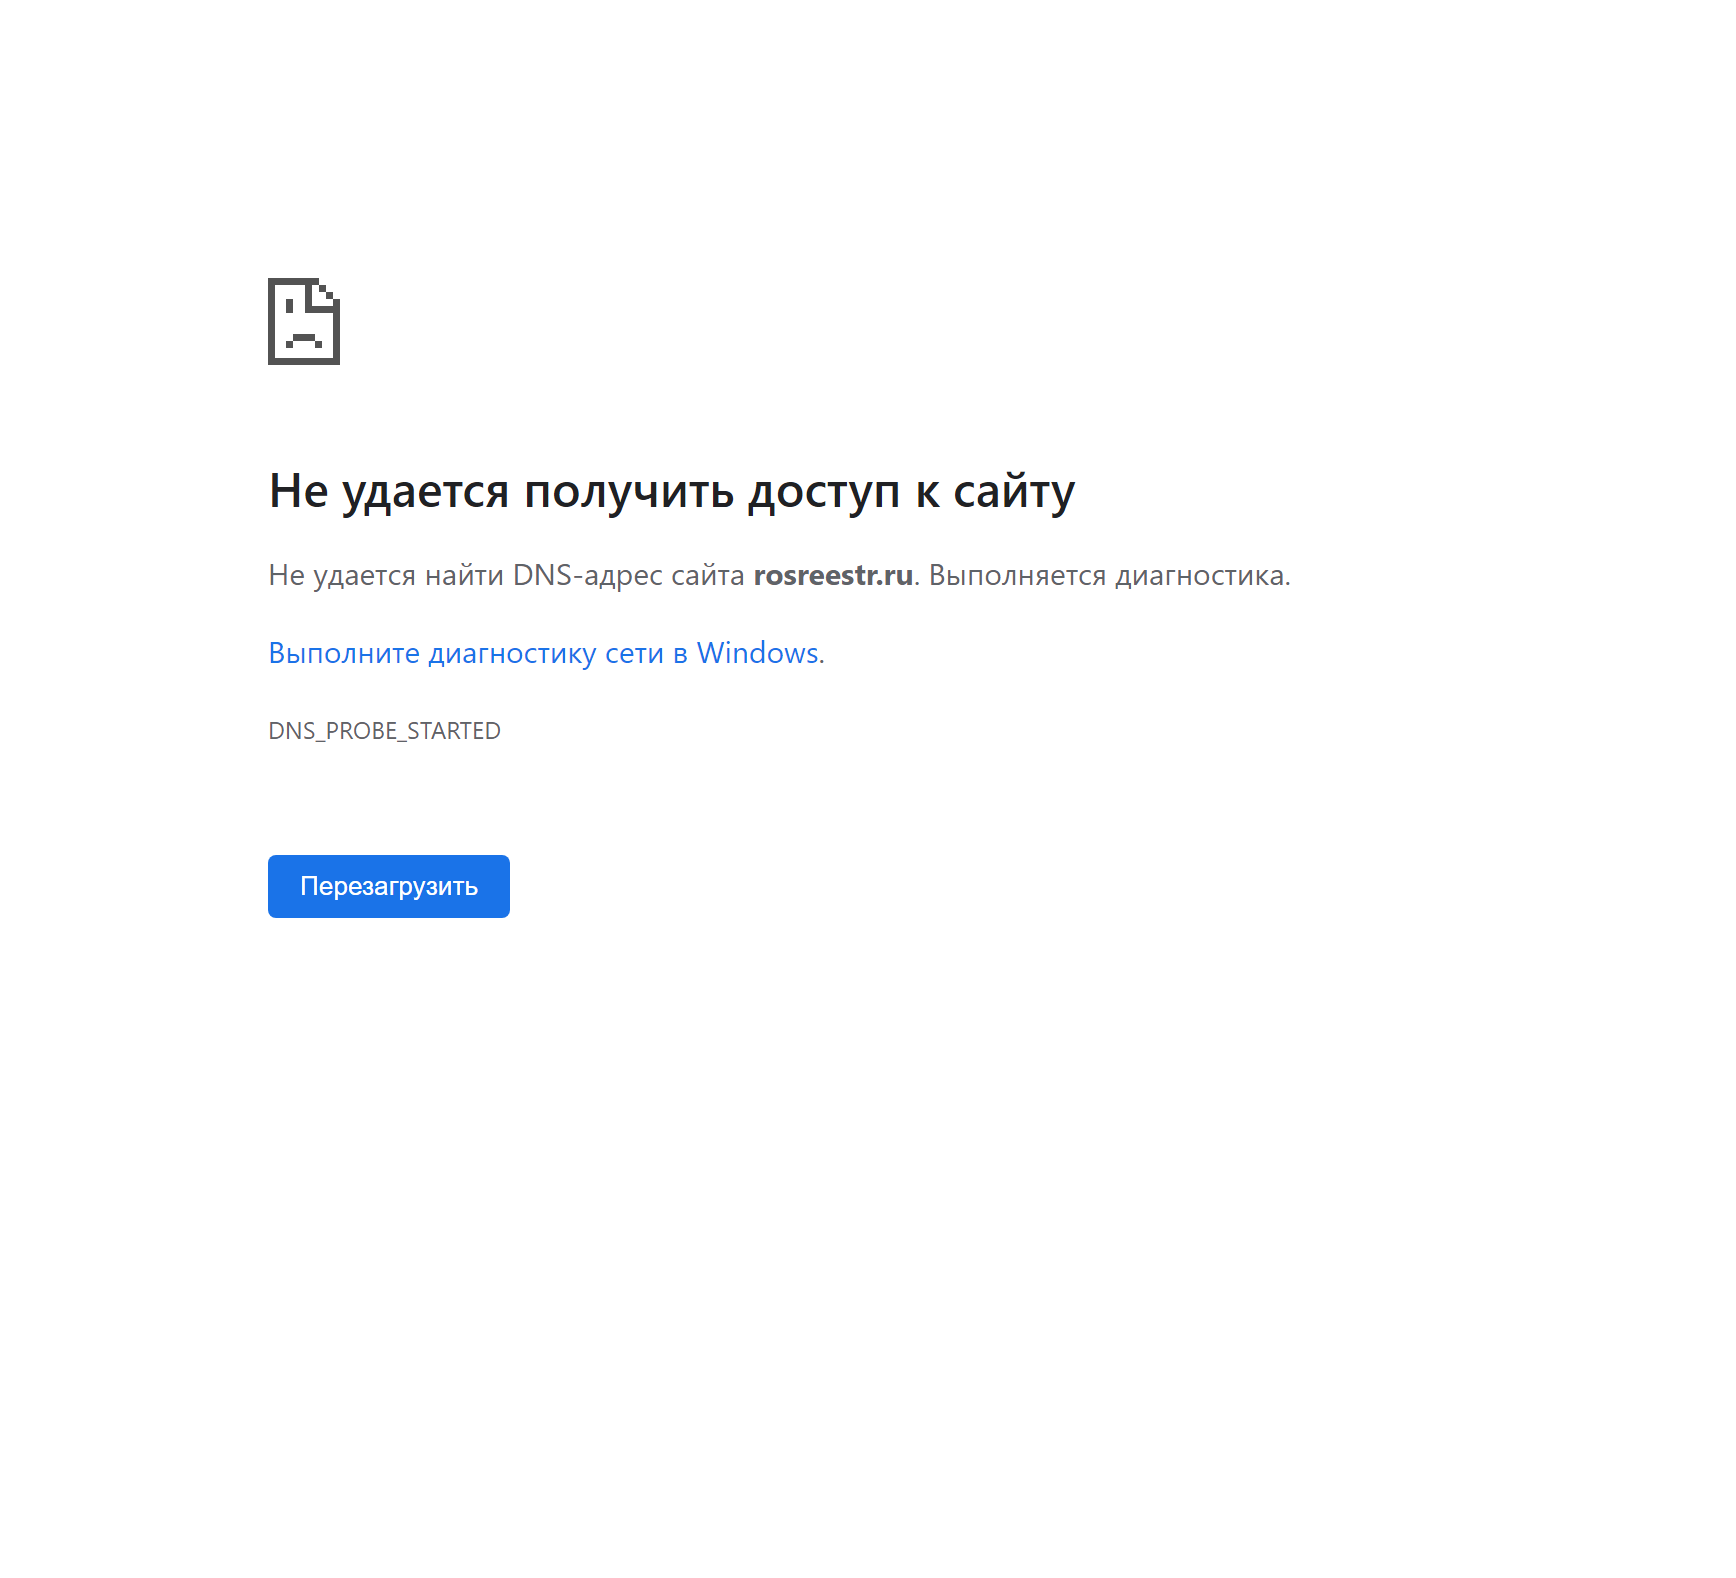 Не удается получить доступ к сайту
Не удается найти DNS-адрес сайта rosreestr.ru. Выполняется диагностика.
Выполните диагностику сети в Windows.
DNS_PROBE_STARTED
Перезагрузить